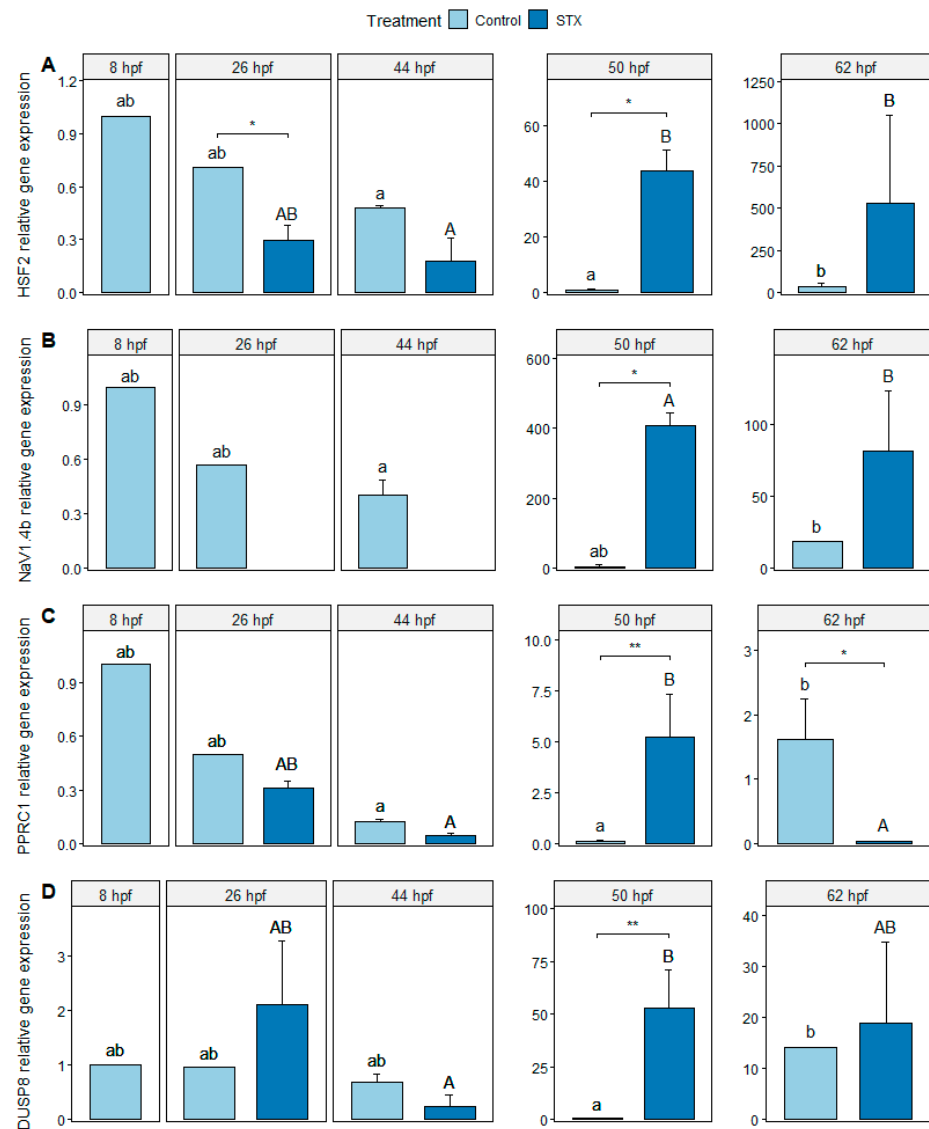 Treatment Control STX
A
8 hpf 26 hpf 44 hpf 50 hpf 62 hpf
HSF2 relative gene expression
1.2
0.9
0.6
0.3
0.0
ab
ab
*
AB
a
A
60
40
20
0
a
*
B
1250
1000
750
500
250
0
b
B
B
8 hpf 26 hpf 44 hpf 50 hpf 62 hpf
NaV1.4b relative gene expression
0.9
0.6
0.3
0.0
ab
ab
a
600
400
200
0
ab
*
A
100
50
0
b
B
C
8 hpf 26 hpf 44 hpf 50 hpf 62 hpf
PPRC1 relative gene expression
0.9
0.6
0.3
0.0
ab
ab
AB
a
A
10.0
7.5
5.0
2.5
0.0
a
**
B
3
2
1
0
b
*
A
D
8 hpf 26 hpf 44 hpf 50 hpf 62 hpf
DUSP8 relative gene expression
3
2
1
0
ab
ab
AB
ab
A
100
75
50
25
0
a
**
B
40
30
20
10
0
b
AB